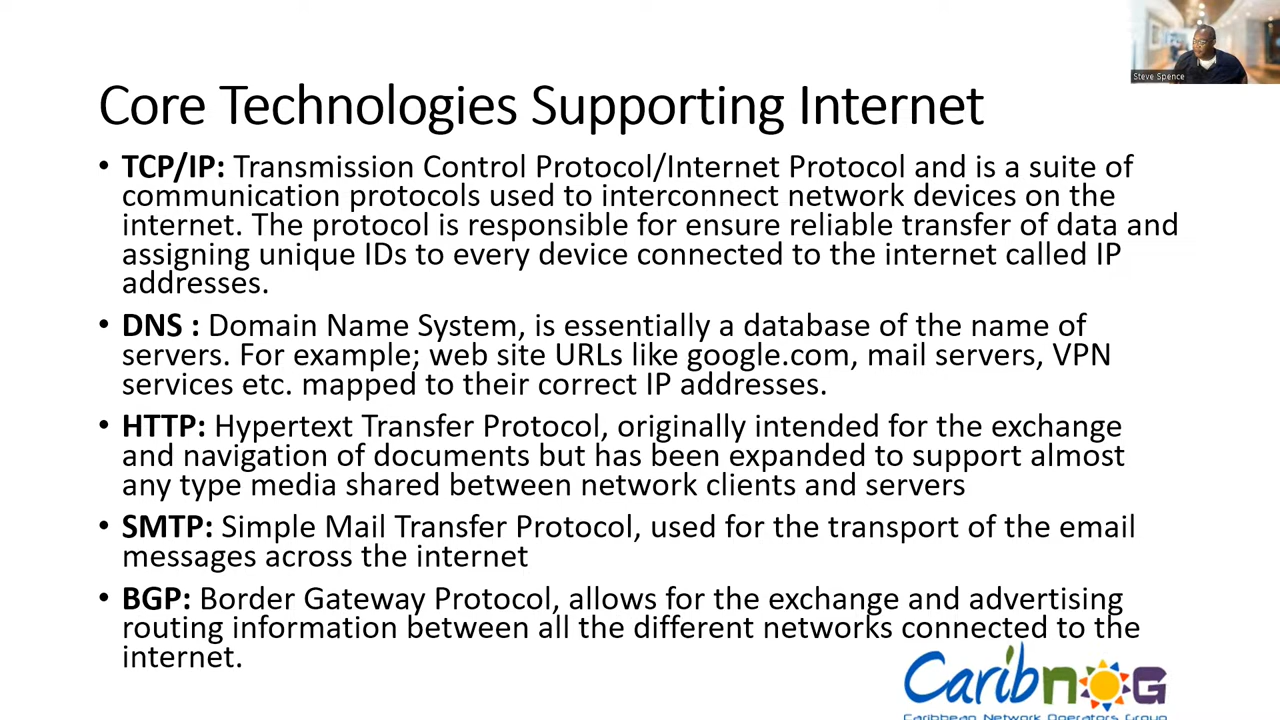 Steve Spence
Core Technologies Supporting Internet
• TCP/IP: Transmission Control Protocol/Internet Protocol and is a suite of
communication protocols used to interconnect network devices on the
internet. The protocol is responsible for ensure reliable transfer of data and
assigning unique IDs to every device connected to the internet called IP
addresses.
• DNS : Domain Name System, is essentially a database of the name of
servers. For example; web site URLs like google.com, mail servers, VPN
services etc. mapped to their correct IP addresses.
• HTTP: Hypertext Transfer Protocol, originally intended for the exchange
and navigation of documents but has been expanded to support almost
any type media shared between network clients and servers
• SMTP: Simple Mail Transfer Protocol, used for the transport of the email
messages across the internet
• BGP: Border Gateway Protocol, allows for the exchange and advertising
routing information between all the different networks connected to the
internet.
CaribNOG
Caribbean Network Operators Group